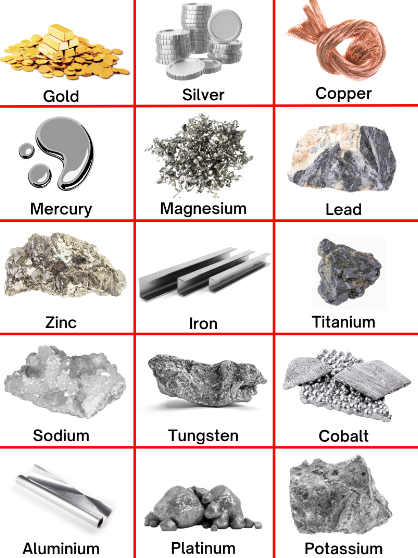 Gold
Silver
Copper
Mercury
Magnesium
Lead
Zinc
Iron
Titanium
Sodium
Tungsten
Cobalt
Aluminium
Platinum
Potassium